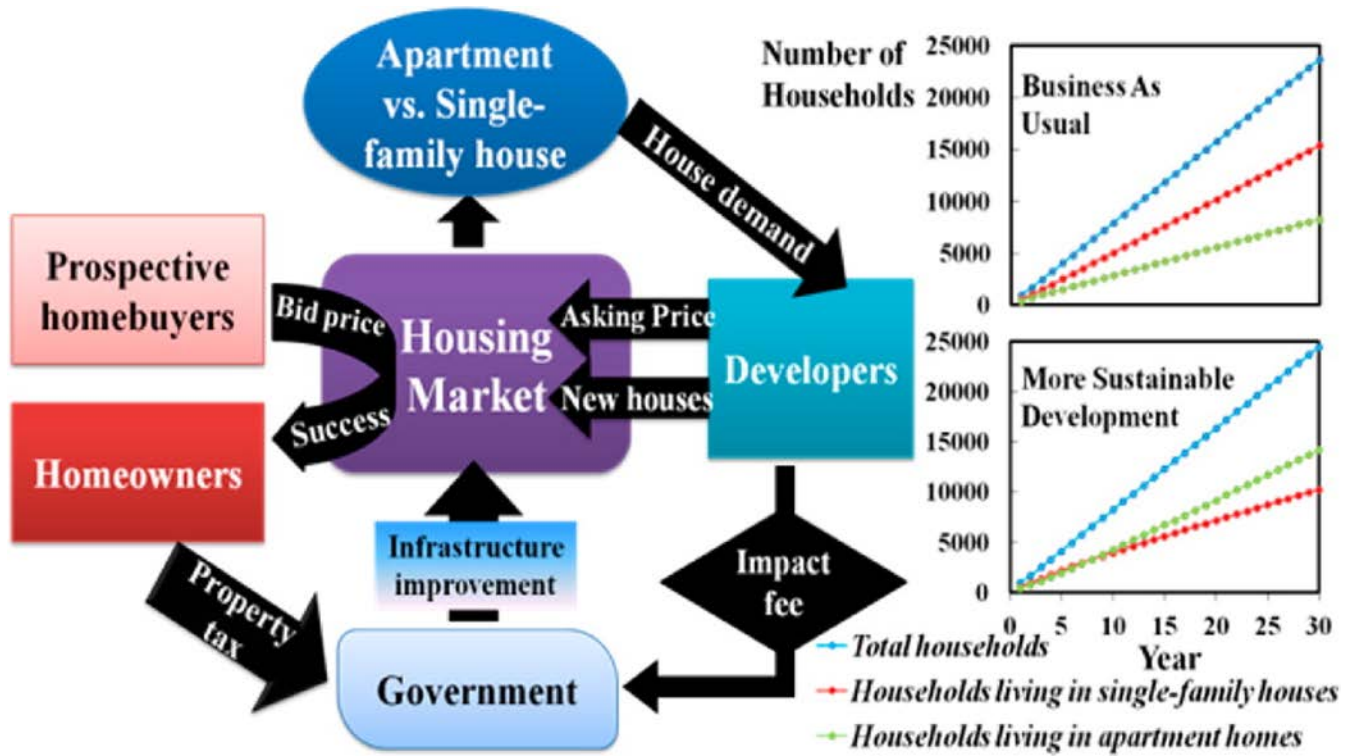 Apartment
vs. Single-
family house
House demand
Prospective
homebuyers
Bid price
Housing
Market
Asking Price
New houses
Developers
Success
Homeowners
Property
tax
Infrastructure
improvement
Impact
fee
Government
Number of
Households
25000
20000
15000
10000
5000
0
Business As
Usual
25000
20000
15000
10000
5000
0
More Sustainable
Development
0 5 10 15 20 25 30
Year
Total households
Households living in single-family houses
Households living in apartment homes